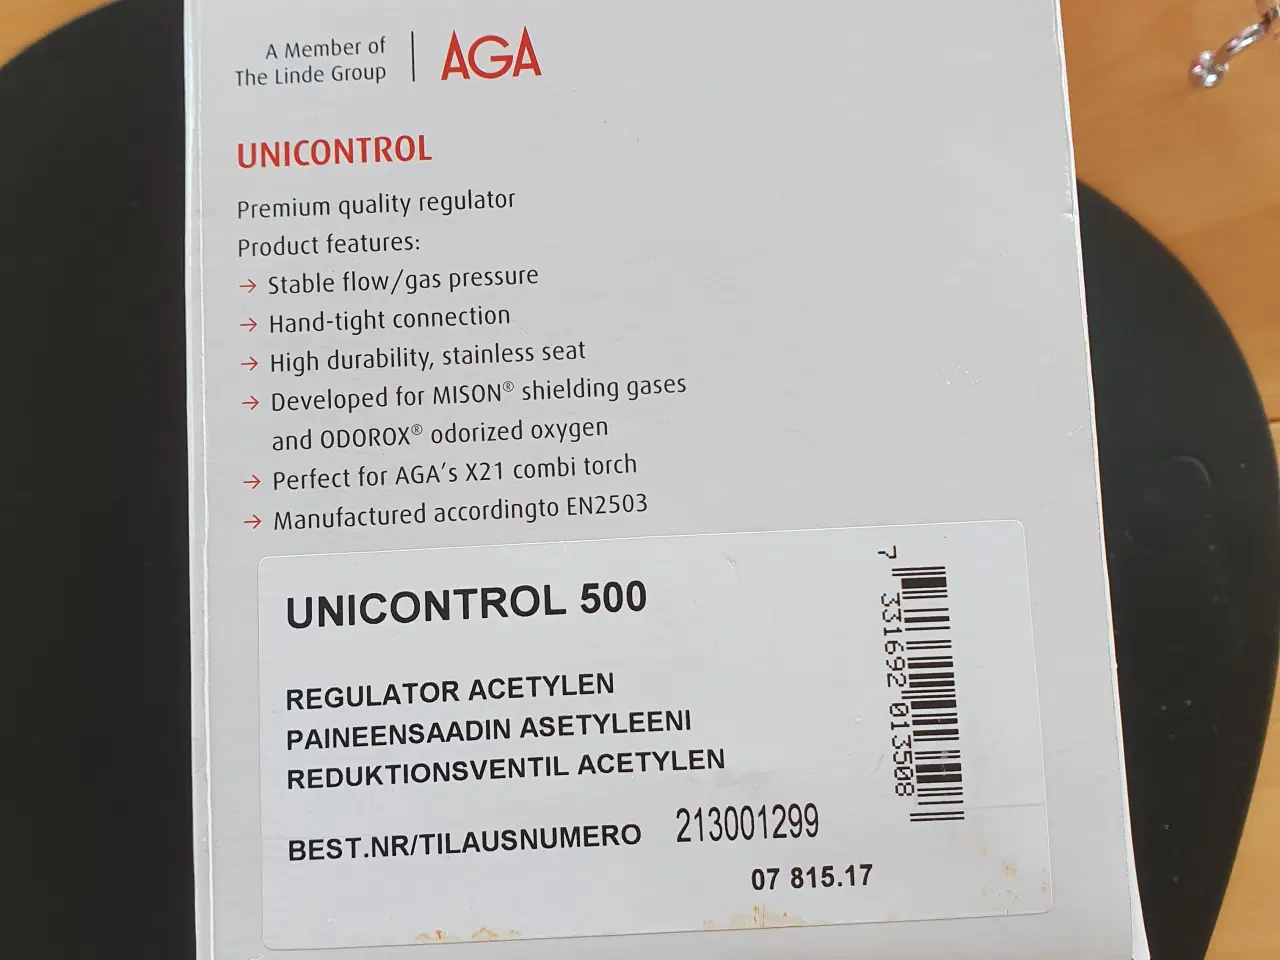 A Member of
The Linde Group
AGA
UNICONTROL
Premium quality regulator
Product features:
→ Stable flow/gas pressure
→ Hand-tight connection
→ High durability, stainless seat
→ Developed for MISON® shielding gases
and ODOROX® odorized oxygen
→ Perfect for AGA's X21 combi torch
→ Manufactured accordingto EN2503
UNICONTROL 500
REGULATOR ACETYLEN
PAINEENSAADIN ASETYLEENI
REDUKTIONSVENTIL ACETYLEN
BEST.NR/TILAUSNUMERO 213001299
07 815.17
7 331692 013508